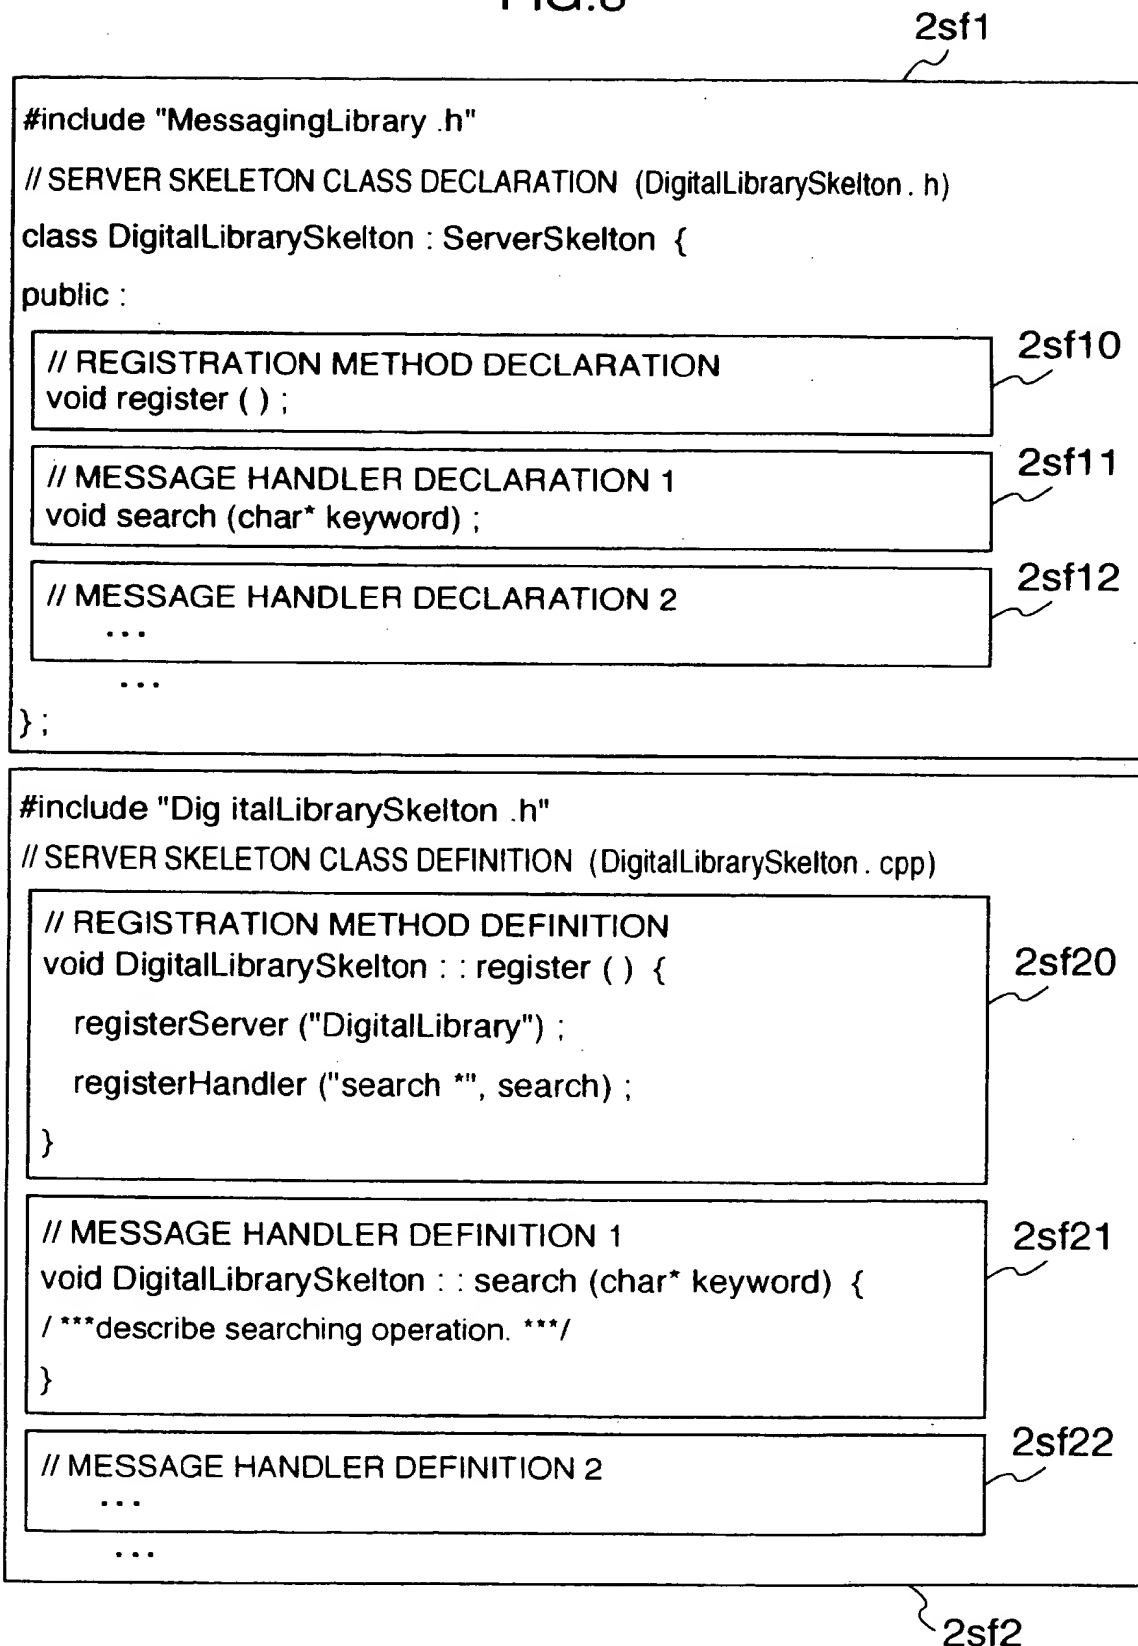 2sf1
#include "MessagingLibrary .h"
// SERVER SKELETON CLASS DECLARATION (DigitalLibrarySkelton . h)
class DigitalLibrarySkelton : ServerSkelton {
public :
// REGISTRATION METHOD DECLARATION
void register ( ) ;
2sf10
// MESSAGE HANDLER DECLARATION 1
void search (char* keyword) ;
2sf11
// MESSAGE HANDLER DECLARATION 2
...
2sf12
...
} ;
#include "Dig italLibrarySkelton .h"
// SERVER SKELETON CLASS DEFINITION (DigitalLibrarySkelton . cpp)
// REGISTRATION METHOD DEFINITION
void DigitalLibrarySkelton : : register ( ) {
registerServer ("DigitalLibrary") ;
registerHandler ("search *", search) ;
}
2sf20
// MESSAGE HANDLER DEFINITION 1
void DigitalLibrarySkelton : : search (char* keyword) {
/ ***describe searching operation. ***/
}
2sf21
// MESSAGE HANDLER DEFINITION 2
...
2sf22
...
2sf2